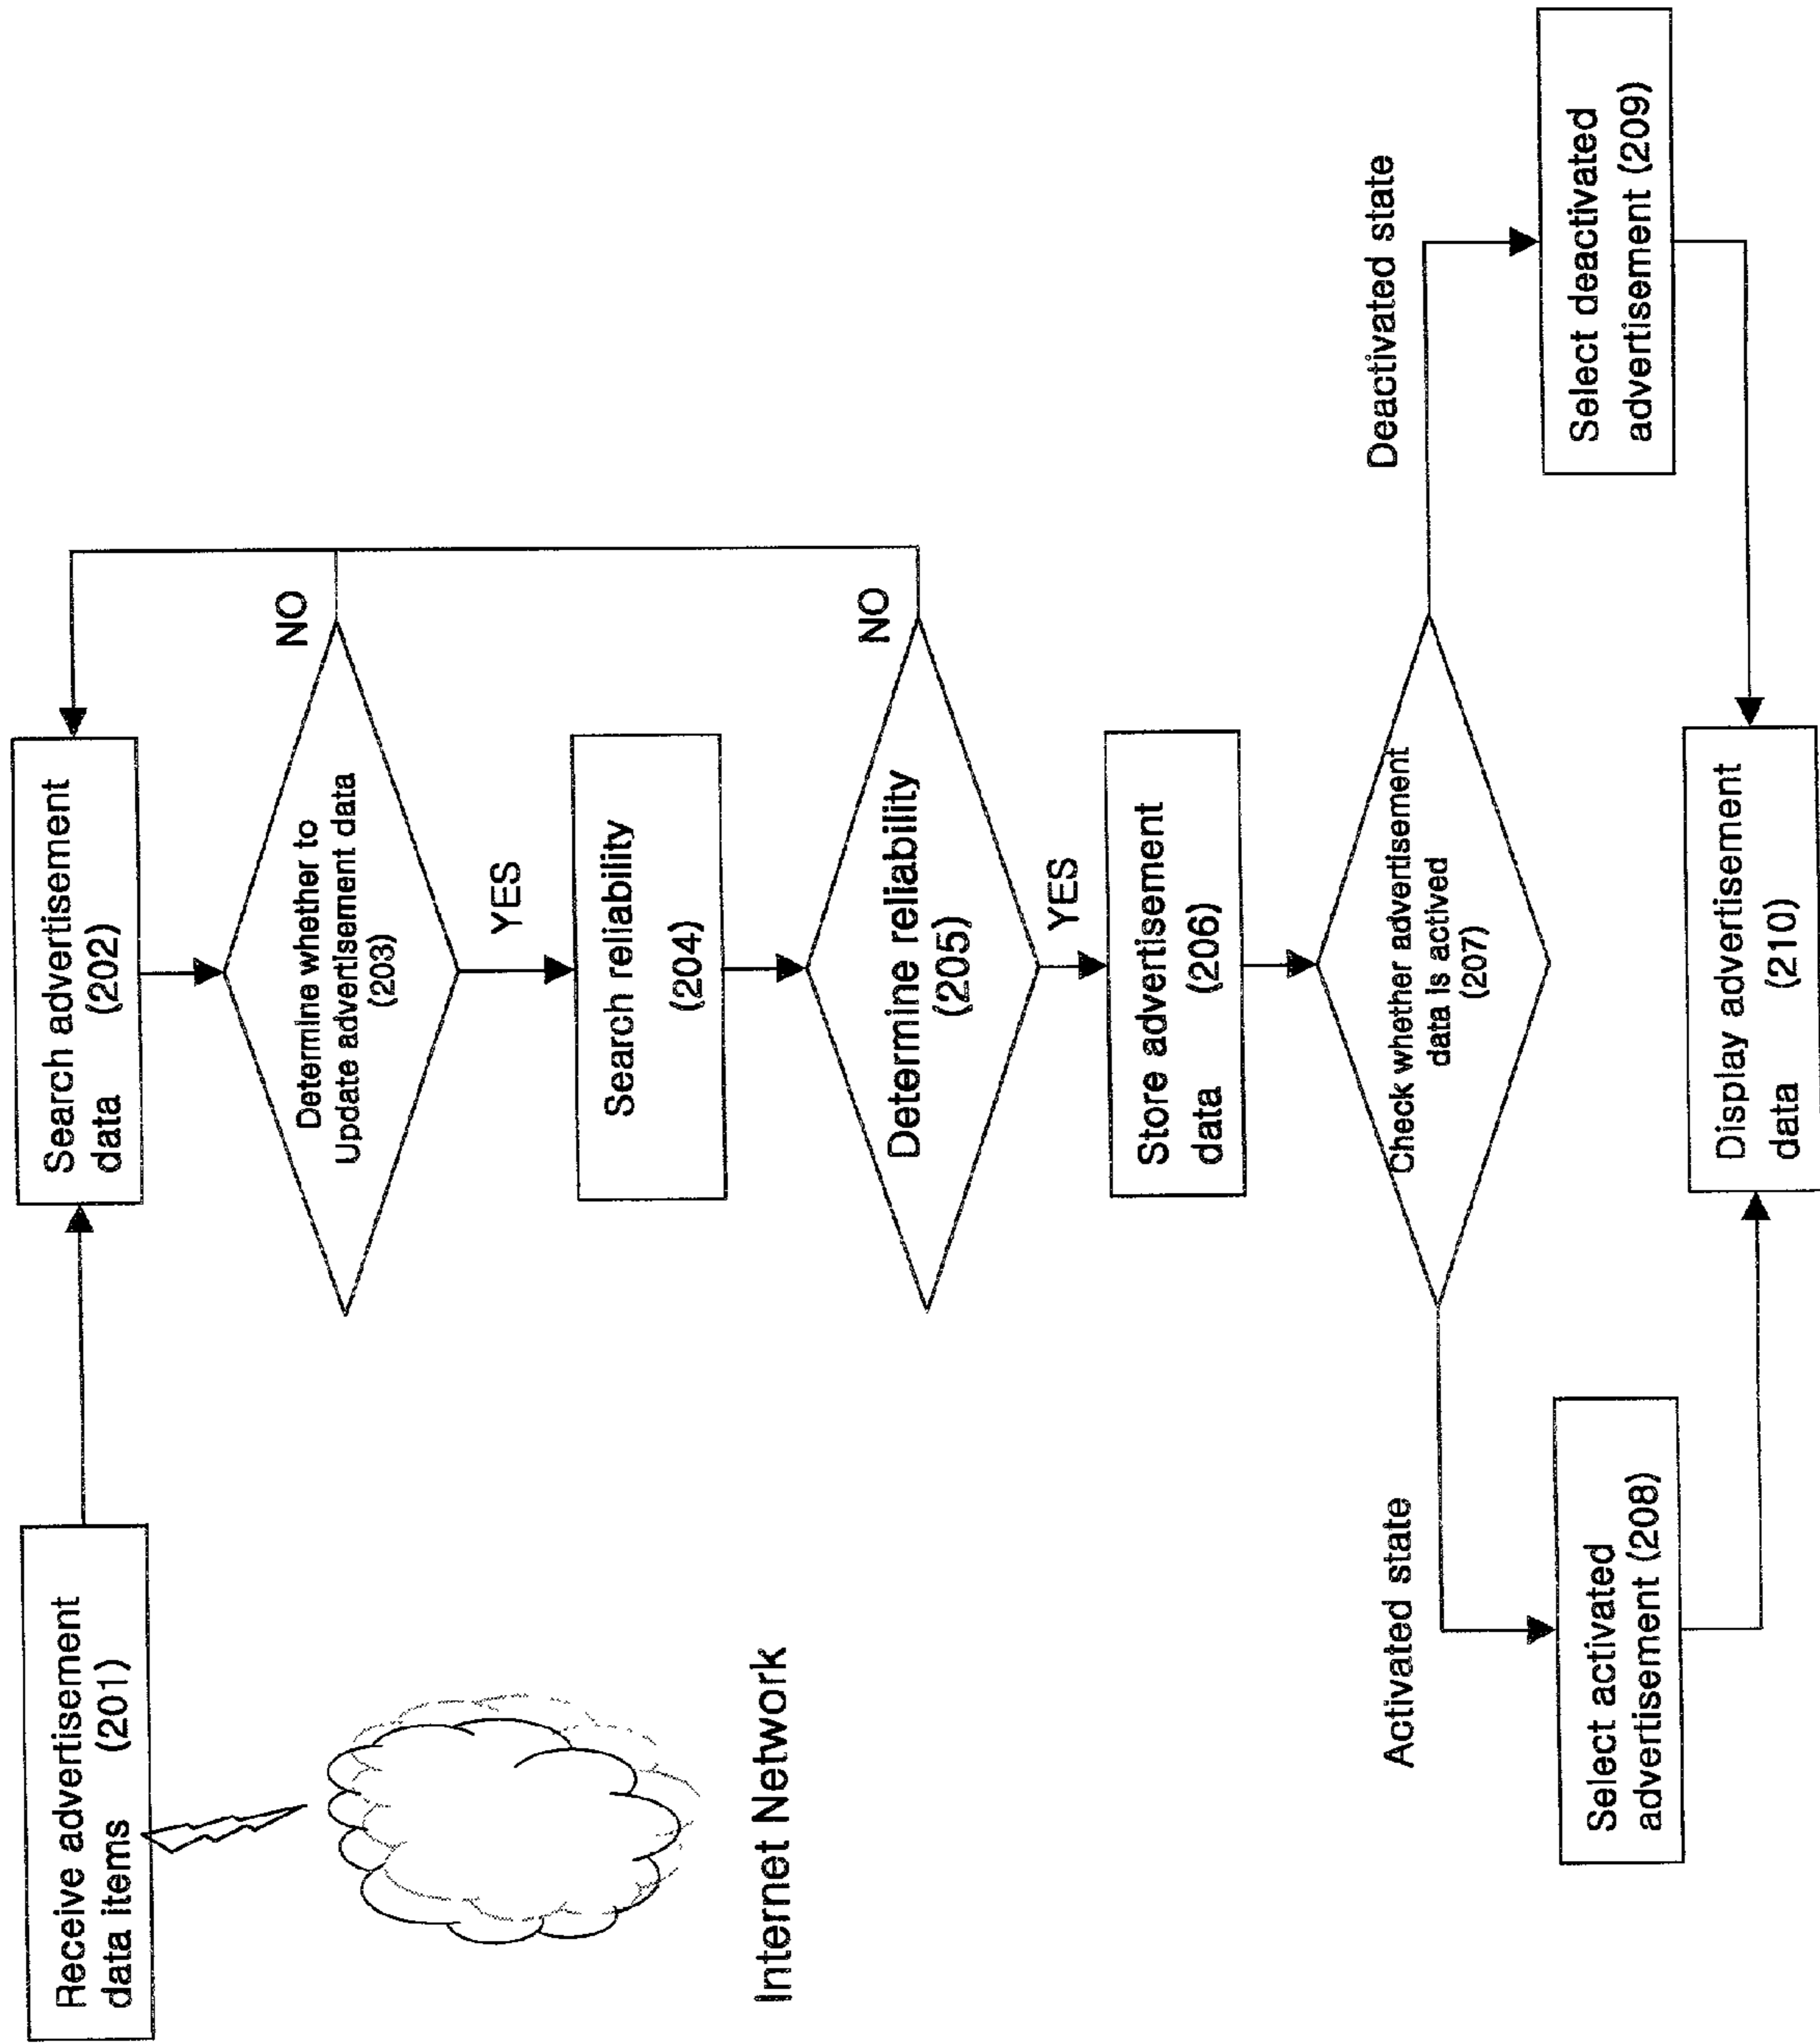 Receive advertisement
data items (201)
Internet Network
Search advertisement
data (202)
Determine whether to
Update advertisement data
(203)
NO
YES
Search reliability
(204)
Determine reliability
(205)
NO
YES
Store advertisement
data (206)
Check whether advertisement
data is actived
(207)
Activated state
Deactivated state
Select activated
advertisement (208)
Select deactivated
advertisement (209)
Display advertisement
data (210)